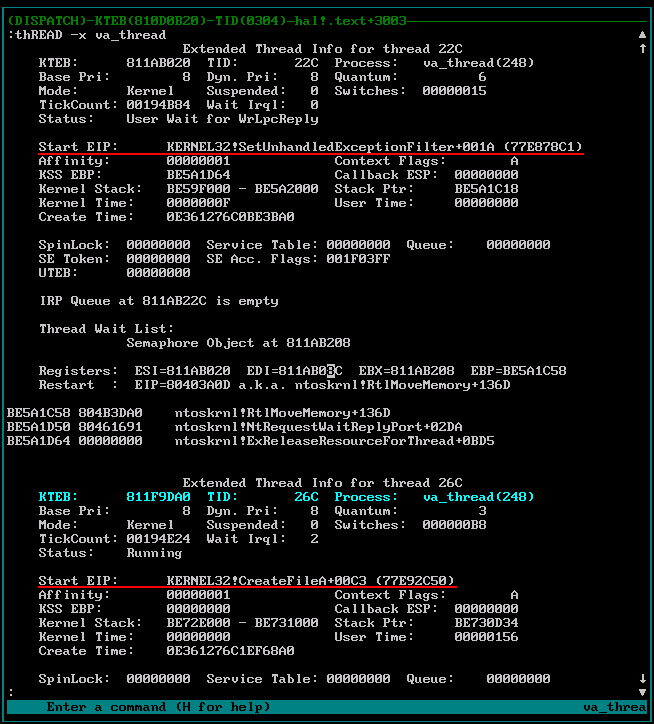 (DISPATCH)-KTEB(810D0B20)-TID(0304)-hal!.text+3003
:thREAD -x va_thread
Extended Thread Info for thread 22C
KTEB: 811AB020 TID: 22C Process: va_thread(248)
Base Pri: 8 Dyn. Pri: 8 Quantum: 6
Mode: Kernel Suspended: 0 Switches: 00000015
TickCount: 00194B84 Wait Irql: 0
Status: User Wait for WrLpcReply
Start EIP: KERNEL32!SetUnhandledExceptionFilter+001A (77E878C1)
Affinity: 00000001 Context Flags: A
KSS EBP: BE5A1D64 Callback ESP: 00000000
Kernel Stack: BE59F000 - BE5A2000 Stack Ptr: BE5A1C18
Kernel Time: 0000000F User Time: 00000000
Create Time: 0E361276C0BE3BA0
SpinLock: 00000000 Service Table: 00000000 Queue: 00000000
SE Token: 00000000 SE Acc. Flags: 001F03FF
UTEB: 00000000
IRP Queue at 811AB22C is empty
Thread Wait List:
Semaphore Object at 811AB208
Registers: ESI=811AB020 EDI=811AB08C EBX=811AB208 EBP=BE5A1C58
Restart : EIP=80403A0D a.k.a. ntoskrnl!RtlMoveMemory+136D
BE5A1C58 804B3DA0 ntoskrnl!RtlMoveMemory+136D
BE5A1D50 80461691 ntoskrnl!NtRequestWaitReplyPort+02DA
BE5A1D64 00000000 ntoskrnl!ExReleaseResourceForThread+0BD5
Extended Thread Info for thread 26C
KTEB: 811F9DA0 TID: 26C Process: va_thread(248)
Base Pri: 8 Dyn. Pri: 8 Quantum: 3
Mode: Kernel Suspended: 0 Switches: 000000B8
TickCount: 00194E24 Wait Irql: 2
Status: Running
Start EIP: KERNEL32!CreateFileA+00C3 (77E92C50)
Affinity: 00000001 Context Flags: A
KSS EBP: 00000000 Callback ESP: 00000000
Kernel Stack: BE72E000 - BE731000 Stack Ptr: BE730D34
Kernel Time: 00000000 User Time: 00000156
Create Time: 0E361276C1EF68A0
SpinLock: 00000000 Service Table: 00000000 Queue: 00000000
:
Enter a command (H for help) va_threa